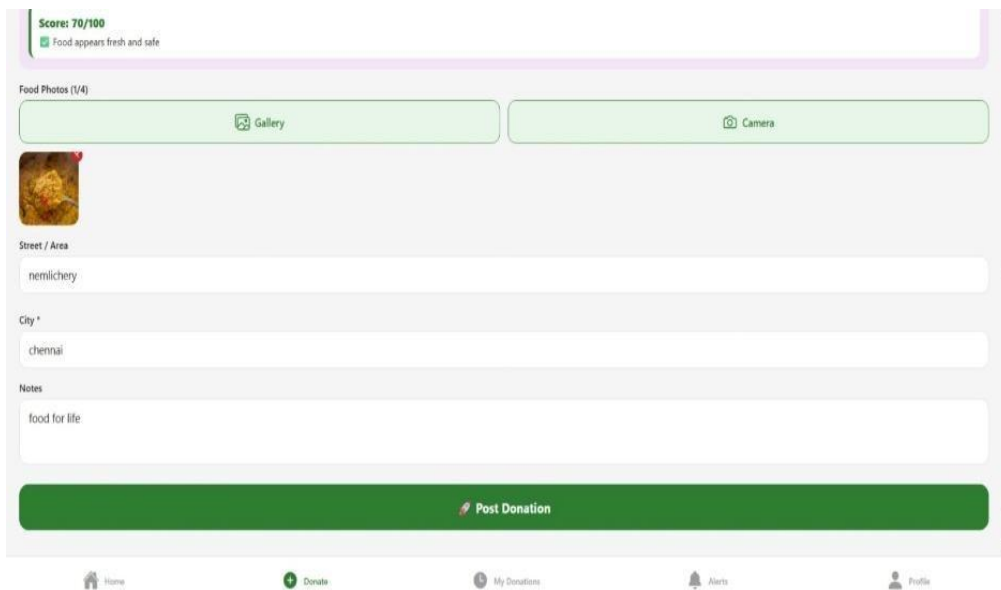 Score: 70/100
✅ Food appears fresh and safe
Food Photos (1/4)
Gallery
Camera
Street / Area
nemlichery
City *
chennai
Notes
food for life
🚀 Post Donation
Home
Donate
My Donations
Alerts
Profile